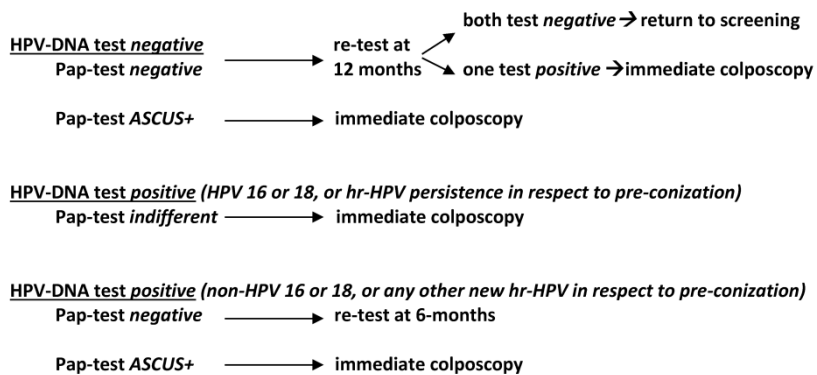 both test negative → return to screening
HPV-DNA test negative
re-test at
Pap-test negative
12 months
one test positive → immediate colposcopy
Pap-test ASCUS+
immediate colposcopy
HPV-DNA test positive (HPV 16 or 18, or hr-HPV persistence in respect to pre-conization)
Pap-test indifferent
immediate colposcopy
HPV-DNA test positive (non-HPV 16 or 18, or any other new hr-HPV in respect to pre-conization)
Pap-test negative
re-test at 6-months
Pap-test ASCUS+
immediate colposcopy